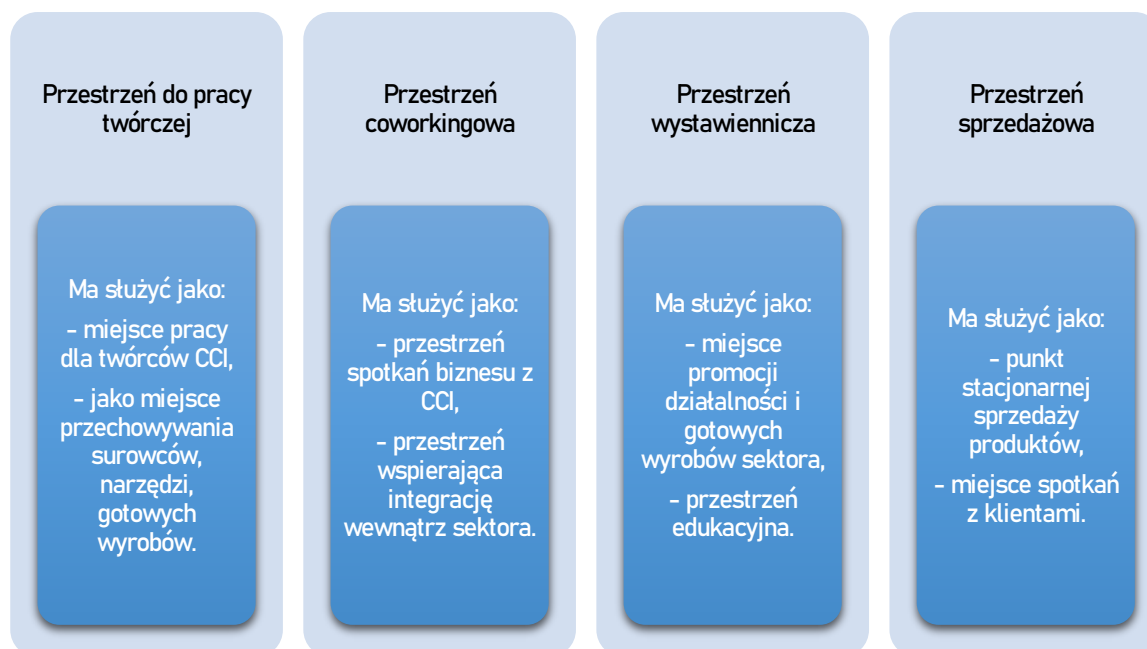 Przestrzeń do pracy
twórczej
Ma służyć jako:
- miejsce pracy
dla twórców CCI,
- jako miejsce
przechowywania
surowców,
narzędzi,
gotowych
wyrobów.
Przestrzeń
coworkingowa
Ma służyć jako:
- przestrzeń
spotkań biznesu z
CCI,
- przestrzeń
wspierająca
integrację
wewnątrz sektora.
Przestrzeń
wystawiennicza
Ma służyć jako:
- miejsce
promocji
działalności i
gotowych
wyrobów sektora,
- przestrzeń
edukacyjna.
Przestrzeń
sprzedażowa
Ma służyć jako:
- punkt
stacjonarnej
sprzedaży
produktów,
- miejsce spotkań
z klientami.